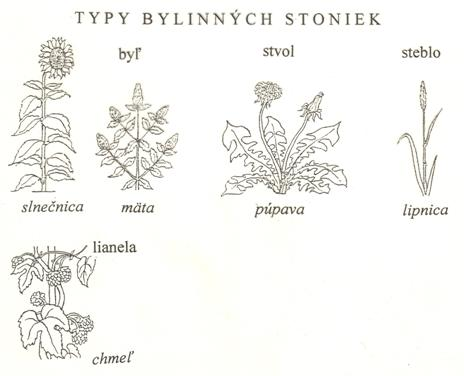 TYPY BYLINNÝCH STONIEK
byľ
stvol
steblo
slnečnica
mäta
púpava
lipnica
lianela
chmeľ